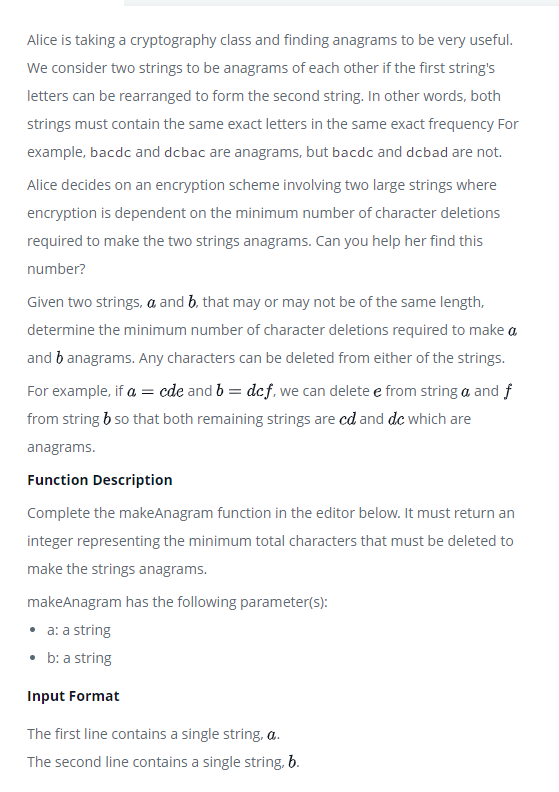 Alice is taking a cryptography class and finding anagrams to be very useful.
We consider two strings to be anagrams of each other if the first string's
letters can be rearranged to form the second string. In other words, both
strings must contain the same exact letters in the same exact frequency For
example, bacdc and dcbac are anagrams, but bacdc and dcbad are not.
Alice decides on an encryption scheme involving two large strings where
encryption is dependent on the minimum number of character deletions
required to make the two strings anagrams. Can you help her find this
number?
Given two strings, a and b, that may or may not be of the same length,
determine the minimum number of character deletions required to make a
and b anagrams. Any characters can be deleted from either of the strings.
For example, if a = cde and b = dcf, we can delete e from string a and f
from string b so that both remaining strings are cd and dc which are
anagrams.
Function Description
Complete the makeAnagram function in the editor below. It must return an
integer representing the minimum total characters that must be deleted to
make the strings anagrams.
makeAnagram has the following parameter(s):
• a: a string
• b: a string
Input Format
The first line contains a single string, a.
The second line contains a single string, b.